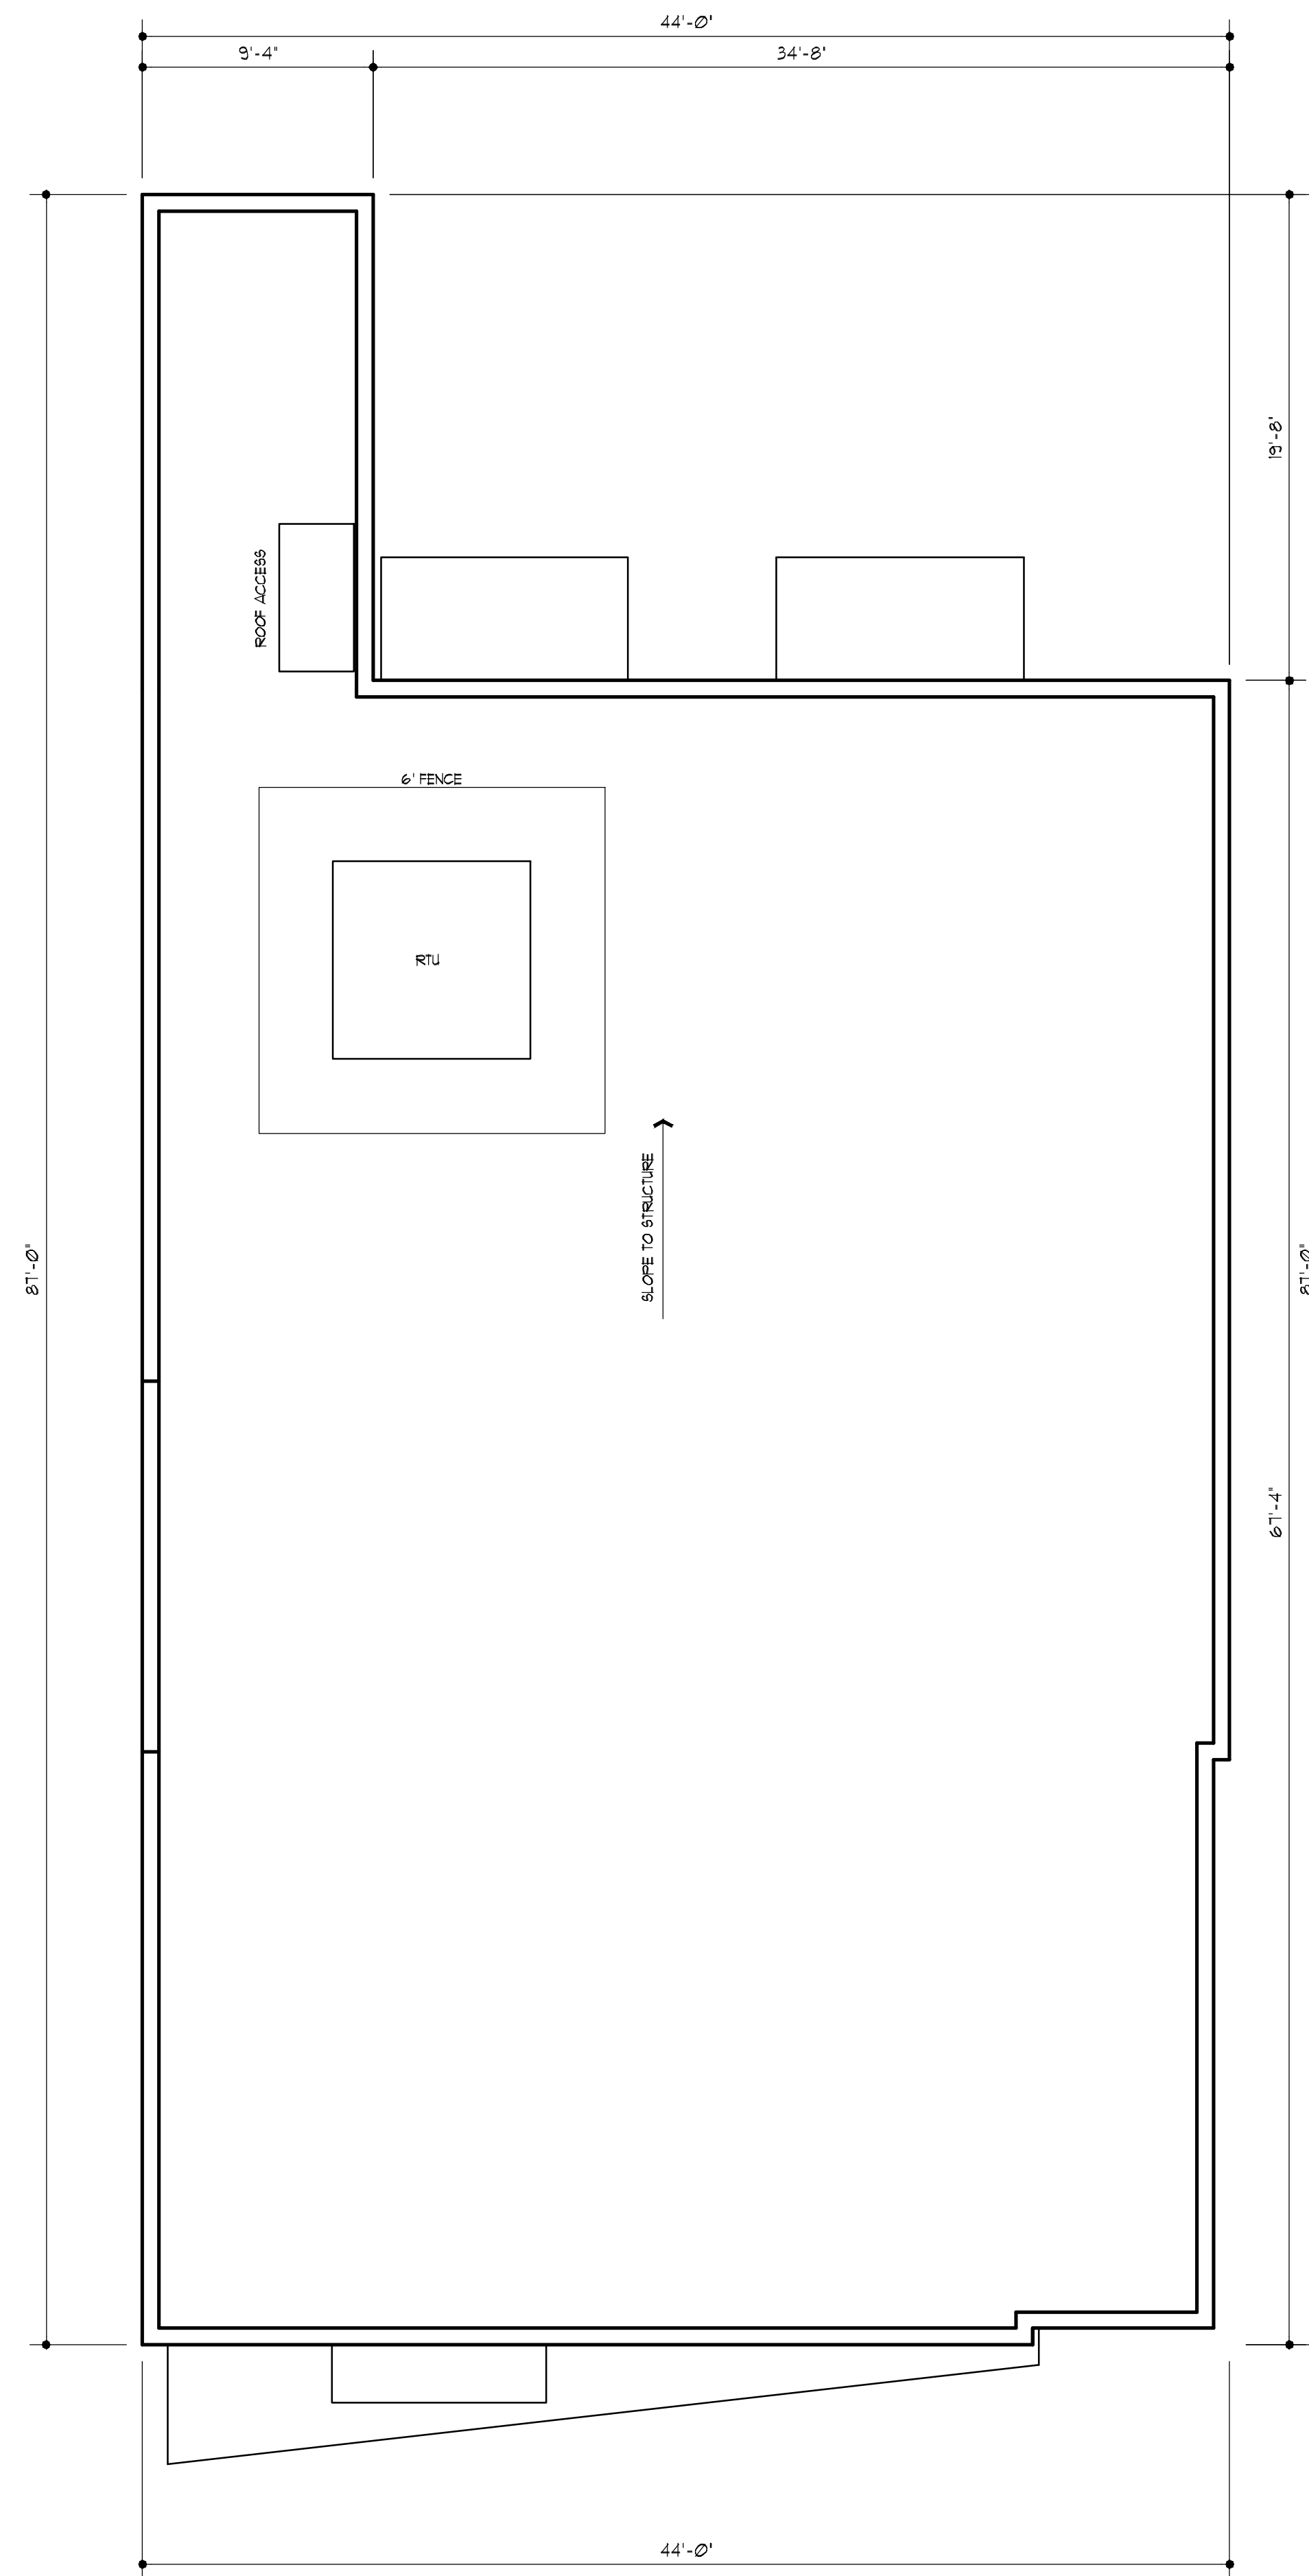 44'-0'
9'-4"
34'-8'
19'-8'
ROOF ACCESS
6' FENCE
RTU
SLOPE TO STRUCTURE
87'-0"
87'-0"
67'-4"
44'-0'